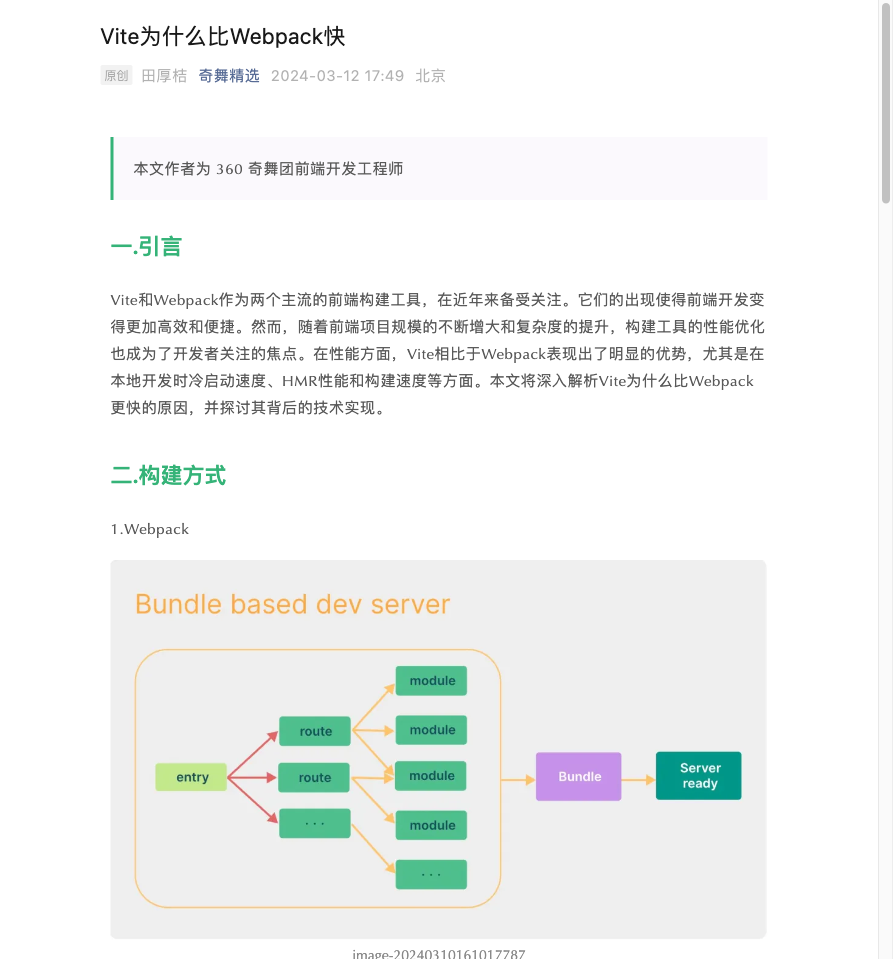 Vite为什么比Webpack快
原创 田厚桔 奇舞精选 2024-03-12 17:49 北京
本文作者为 360 奇舞团前端开发工程师
一.引言
Vite和Webpack作为两个主流的前端构建工具，在近年来备受关注。它们的出现使得前端开发变
得更加高效和便捷。然而，随着前端项目规模的不断增大和复杂度的提升，构建工具的性能优化
也成为了开发者关注的焦点。在性能方面，Vite相比于Webpack表现出了明显的优势，尤其是在
本地开发时冷启动速度、HMR性能和构建速度等方面。本文将深入解析Vite为什么比Webpack
更快的原因，并探讨其背后的技术实现。
二.构建方式
1.Webpack
Bundle based dev server
entry
route
route
· · ·
module
module
module
module
· · ·
Bundle
Server
ready
image-20240310161017787